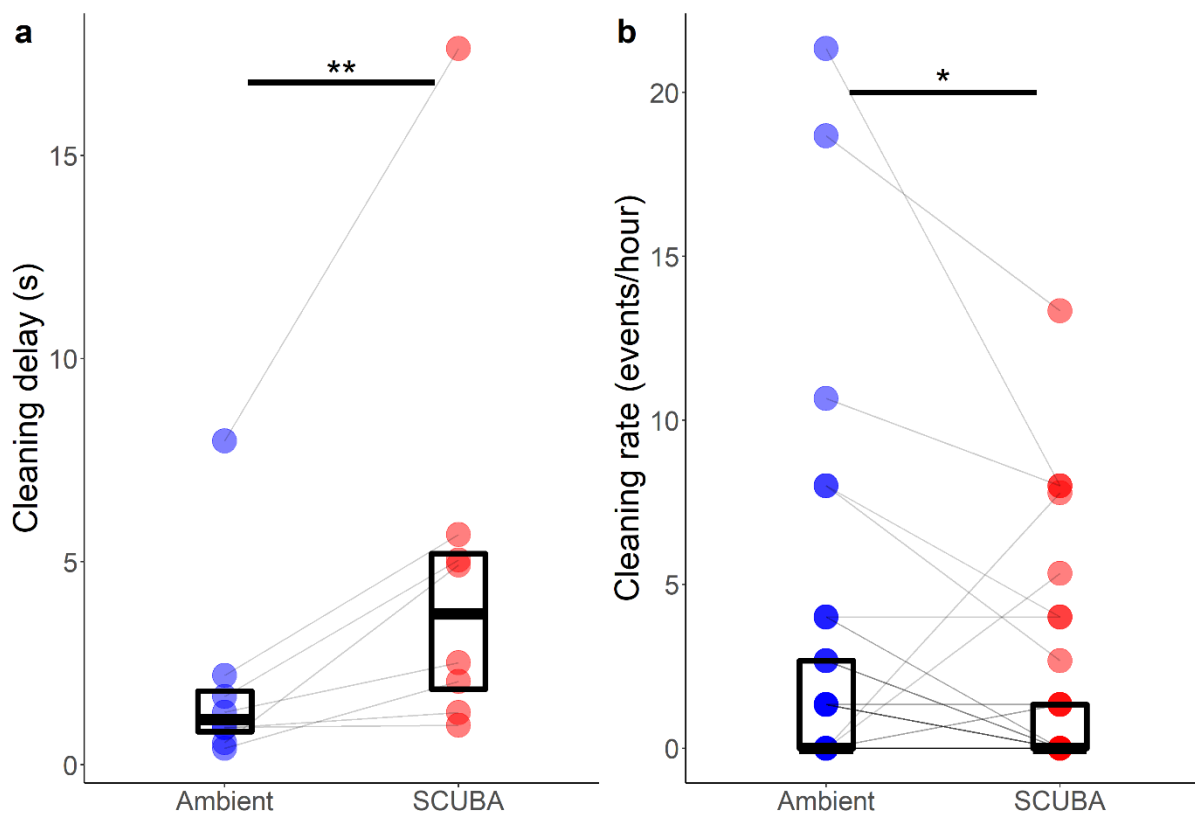 a
**
Cleaning delay (s)
15
10
5
0
Ambient
SCUBA
b
*
Cleaning rate (events/hour)
20
15
10
5
0
Ambient
SCUBA